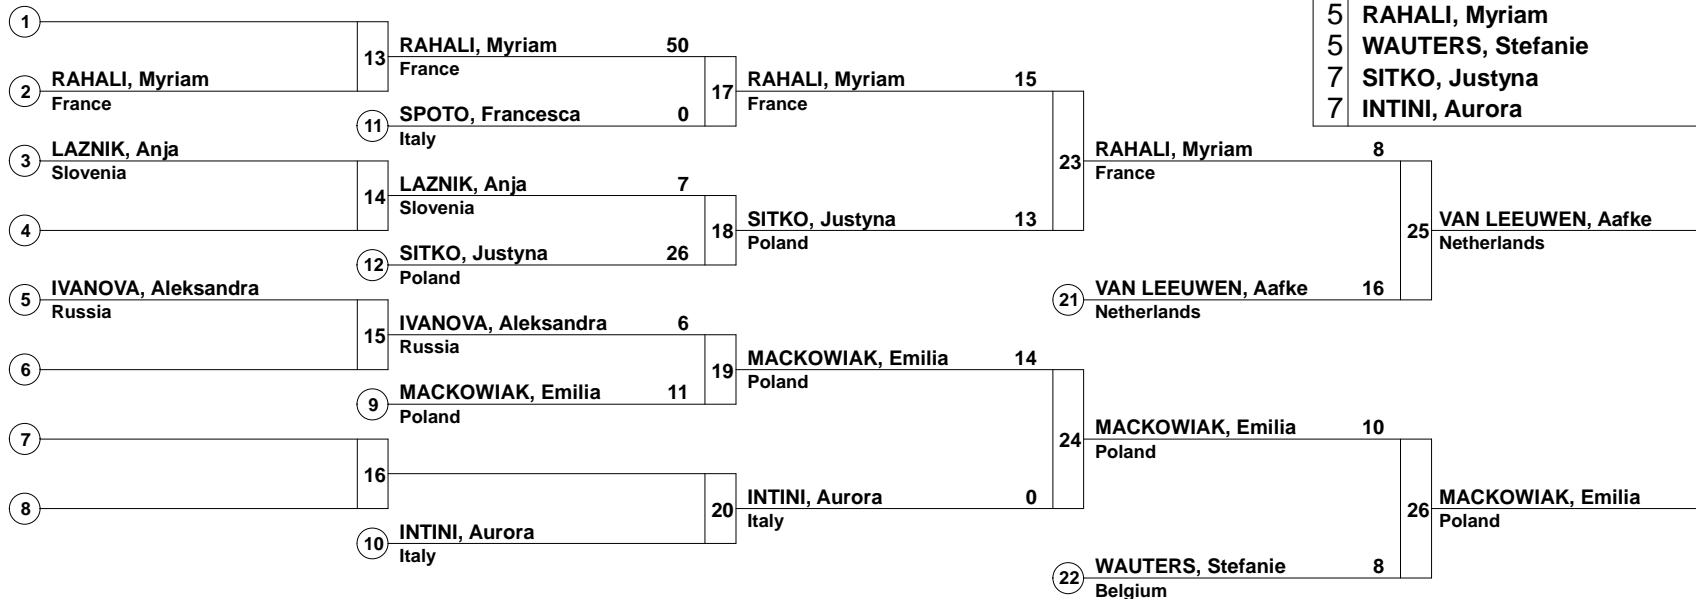 5 RAHALI, Myriam
5 WAUTERS, Stefanie
7 SITKO, Justyna
7 INTINI, Aurora
1
2 RAHALI, Myriam
France
3 LAZNIK, Anja
Slovenia
4
5 IVANOVA, Aleksandra
Russia
6
7
8
13 RAHALI, Myriam 50
France
11 SPOTO, Francesca 0
Italy
14 LAZNIK, Anja 7
Slovenia
12 SITKO, Justyna 26
Poland
15 IVANOVA, Aleksandra 6
Russia
9 MACKOWIAK, Emilia 11
Poland
16
10 INTINI, Aurora
Italy
17 RAHALI, Myriam 15
France
18 SITKO, Justyna 13
Poland
19 MACKOWIAK, Emilia 14
Poland
20 INTINI, Aurora 0
Italy
23 RAHALI, Myriam 8
France
21 VAN LEEUWEN, Aafke 16
Netherlands
24 MACKOWIAK, Emilia 10
Poland
22 WAUTERS, Stefanie 8
Belgium
25 VAN LEEUWEN, Aafke
Netherlands
26 MACKOWIAK, Emilia
Poland